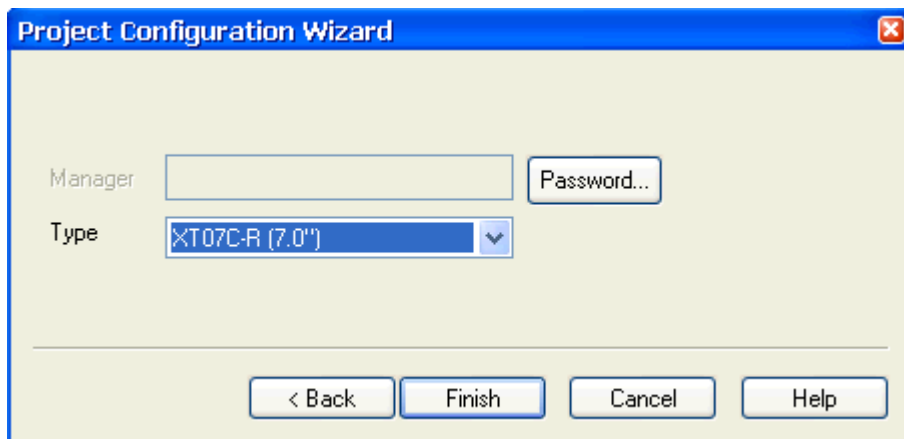 Project Configuration Wizard
Manager
Password...
Type
XT07C-R (7.0")
< Back
Finish
Cancel
Help